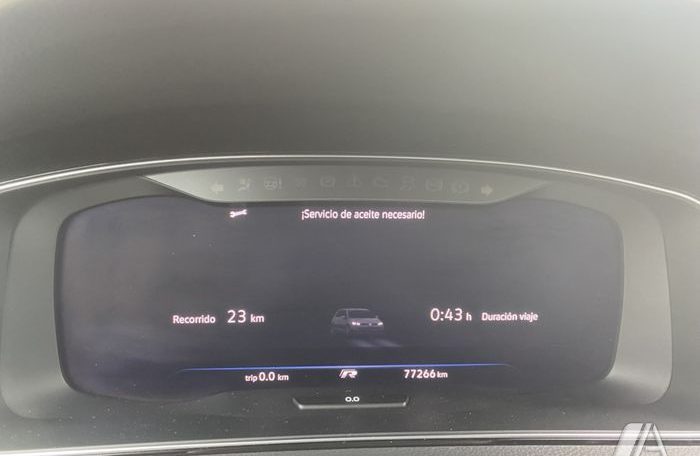 ¡Servicio de aceite necesario!
Recorrido 23 km
0:43 h Duración viaje
trip 0.0 km
R
77266 km
0.0